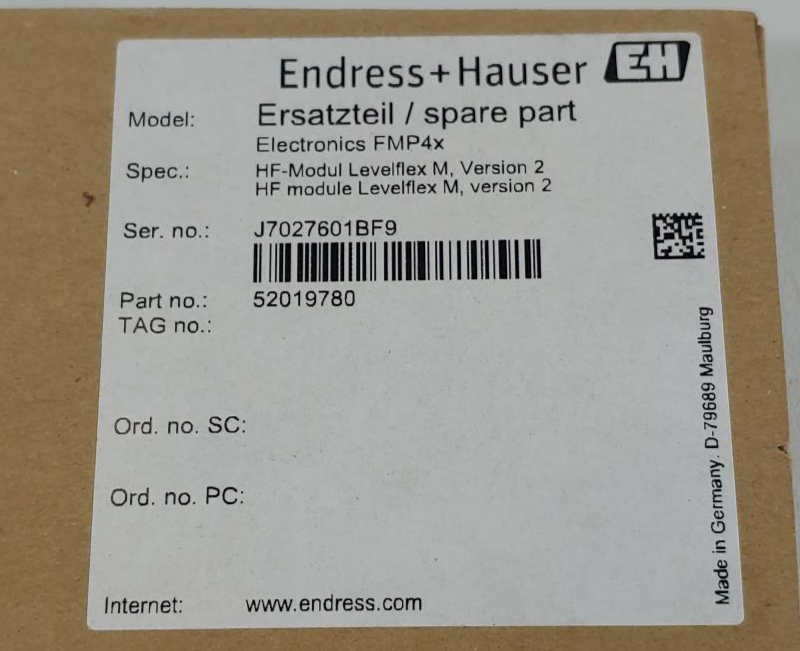 Endress+Hauser EH
Model: Ersatzteil / spare part
Electronics FMP4x
Spec.: HF-Modul Levelflex M, Version 2
HF module Levelflex M, version 2
Ser. no.: J7027601BF9
Part no.: 52019780
TAG no.:
Ord. no. SC:
Ord. no. PC:
Internet: www.endress.com
Made in Germany. D-79689 Maulburg